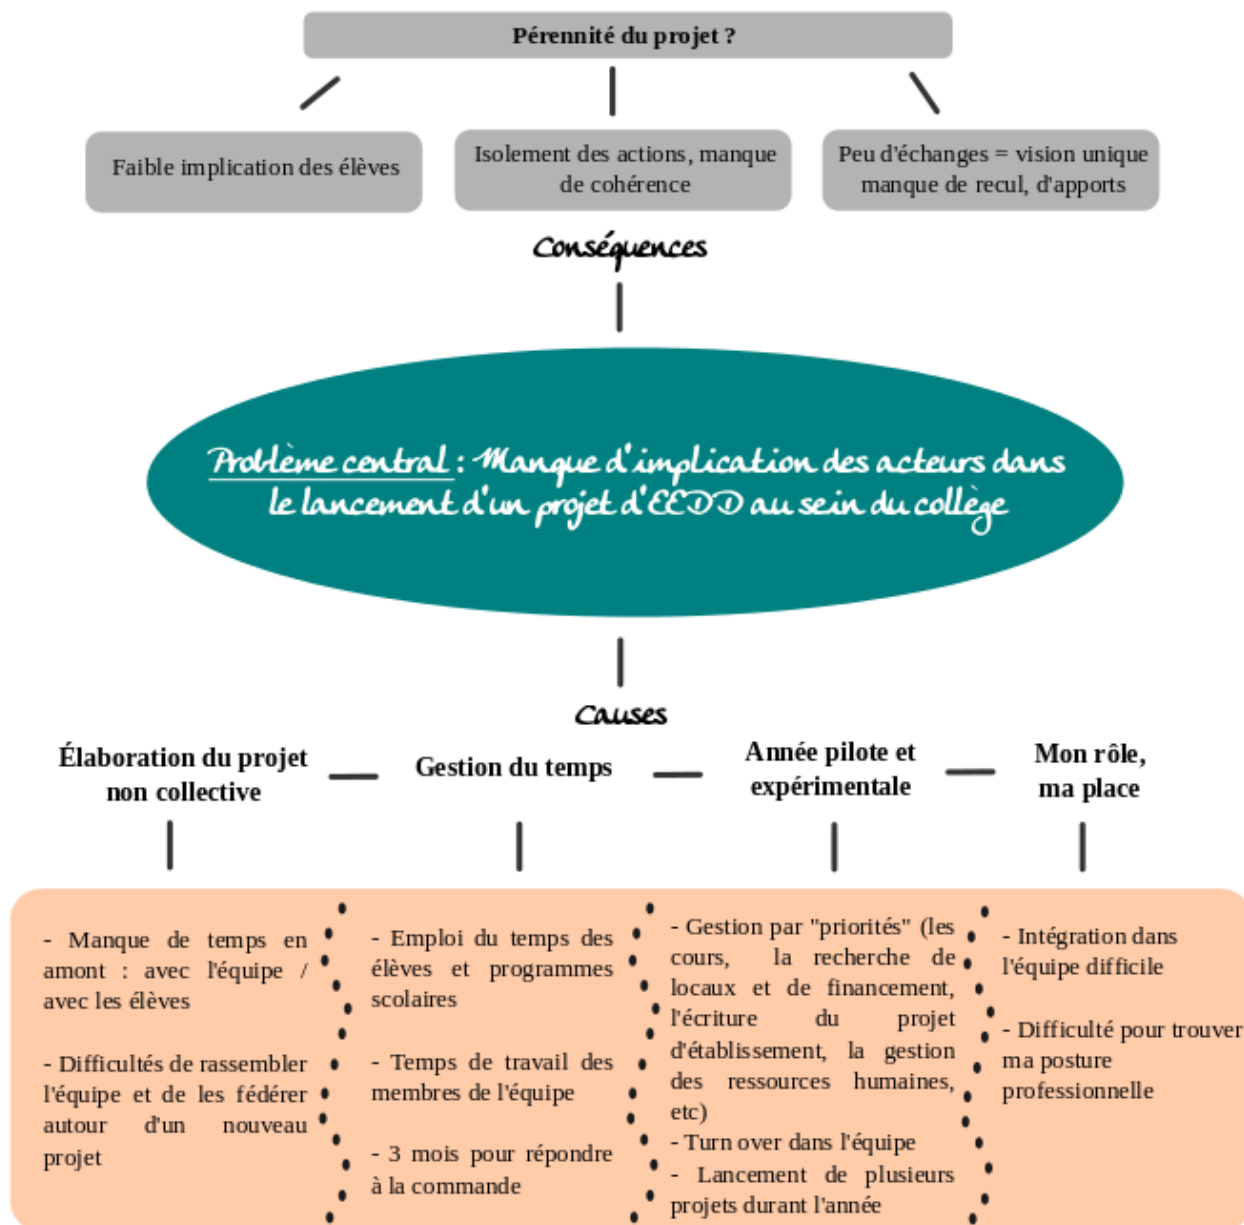 Pérennité du projet ?
Faible implication des élèves
Isolement des actions, manque
de cohérence
Peu d'échanges = vision unique
manque de recul, d'apports
Conséquences
Problème central : Manque d'implication des acteurs dans
le lancement d'un projet d'EEDD au sein du collège
Causes
Élaboration du projet
non collective
Gestion du temps
Année pilote et
expérimentale
Mon rôle,
ma place
- Manque de temps en
amont : avec l'équipe /
avec les élèves
- Difficultés de rassembler
l'équipe et de les fédérer
autour d'un nouveau
projet
- Emploi du temps des
élèves et programmes
scolaires
- Temps de travail des
membres de l'équipe
- 3 mois pour répondre
à la commande
- Gestion par "priorités" (les
cours, la recherche de
locaux et de financement,
l'écriture du projet
d'établissement, la gestion
des ressources humaines,
etc)
- Turn over dans l'équipe
- Lancement de plusieurs
projets durant l'année
- Intégration dans
l'équipe difficile
- Difficulté pour trouver
ma posture
professionnelle